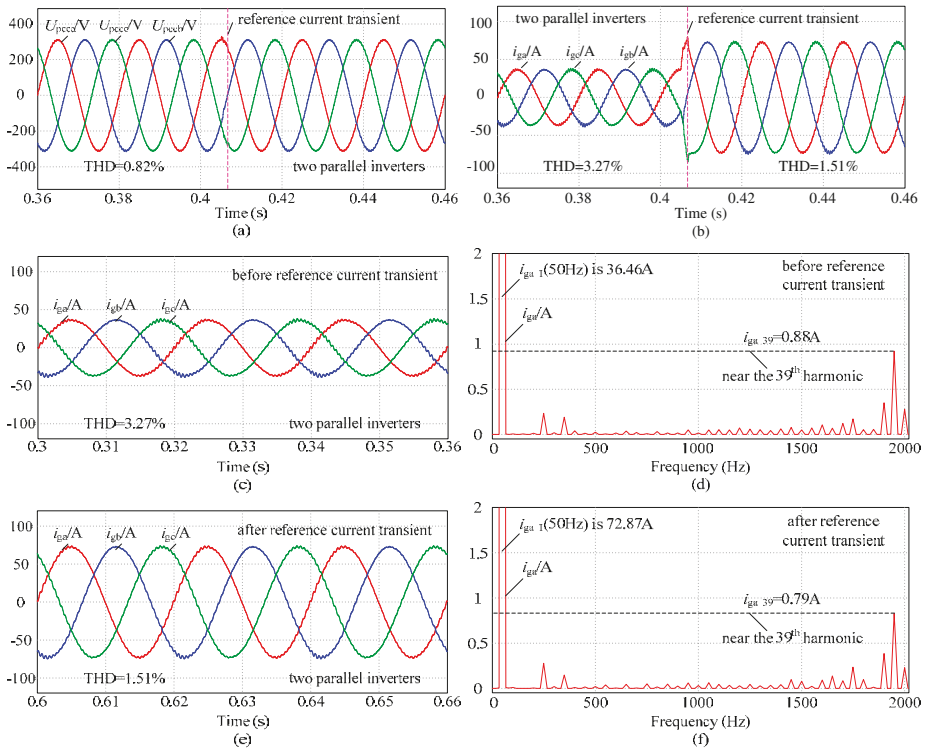 reference current transient
U_pcca/V U_pccc/V U_pccb/V
400
200
0
-200
-400
THD=0.82%
two parallel inverters
0.36 0.38 0.4 0.42 0.44 0.46
Time (s)
(a)
two parallel inverters
reference current transient
i_ga/A i_gc/A i_gb/A
100
50
0
-50
-100
THD=3.27%
THD=1.51%
0.36 0.38 0.40 0.42 0.44 0.46
Time (s)
(b)
before reference current transient
i_ga/A i_gb/A i_gc/A
100
50
0
-50
-100
THD=3.27%
two parallel inverters
0.3 0.31 0.32 0.33 0.34 0.35 0.36
Time (s)
(c)
2
1.5
1
0.5
0
i_ga 1(50Hz) is 36.46A
before reference
current transient
i_ga/A
i_ga 39=0.88A
near the 39th harmonic
0 500 1000 1500 2000
Frequency (Hz)
(d)
after reference current transient
i_ga/A i_gb/A i_gc/A
100
50
0
-50
-100
THD=1.51%
two parallel inverters
0.6 0.61 0.62 0.63 0.64 0.65 0.66
Time (s)
(e)
2
1.5
1
0.5
0
i_ga 1(50Hz) is 72.87A
after reference
current transient
i_ga/A
i_ga 39=0.79A
near the 39th harmonic
0 500 1000 1500 2000
Frequency (Hz)
(f)